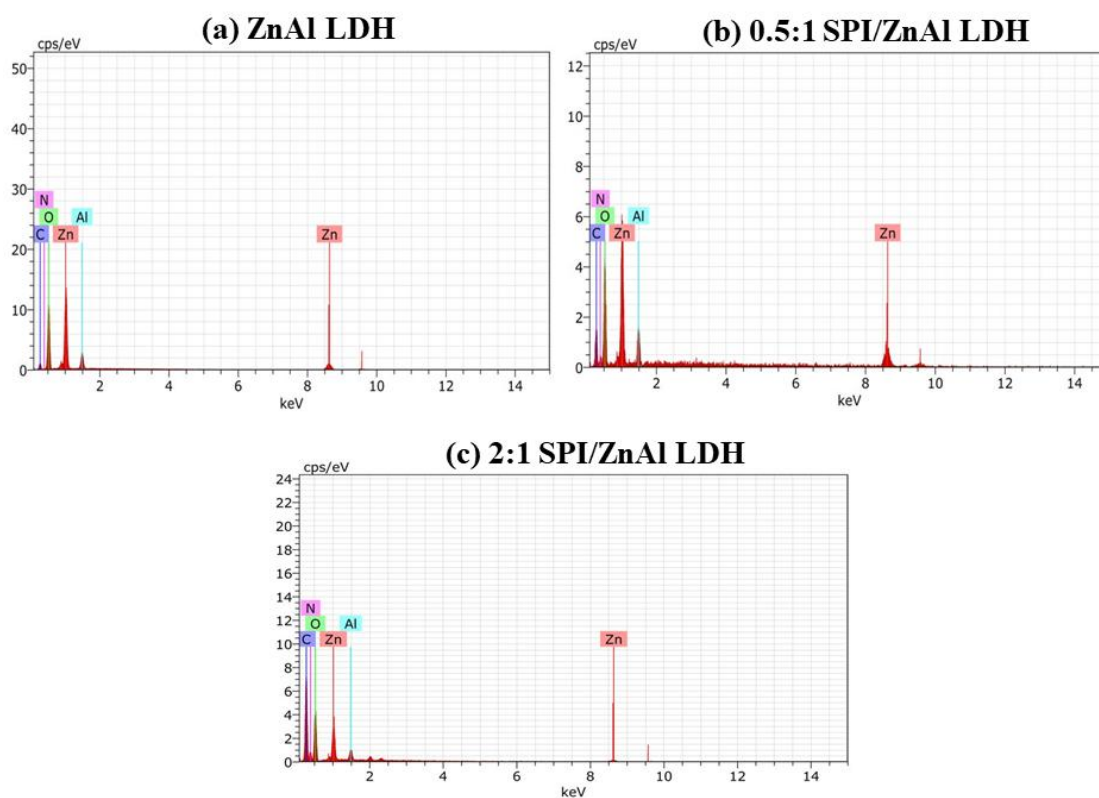 (a) ZnAl LDH
cps/eV
50
40
30
20
10
0
N
O Al
C Zn
Zn
2 4 6 8 10 12 14
keV
(b) 0.5:1 SPI/ZnAl LDH
cps/eV
12
10
8
6
4
2
0
N
O Al
C Zn
Zn
2 4 6 8 10 12 14
keV
(c) 2:1 SPI/ZnAl LDH
cps/eV
24
22
20
18
16
14
12
10
8
6
4
2
0
N
O Al
C Zn
Zn
2 4 6 8 10 12 14
keV